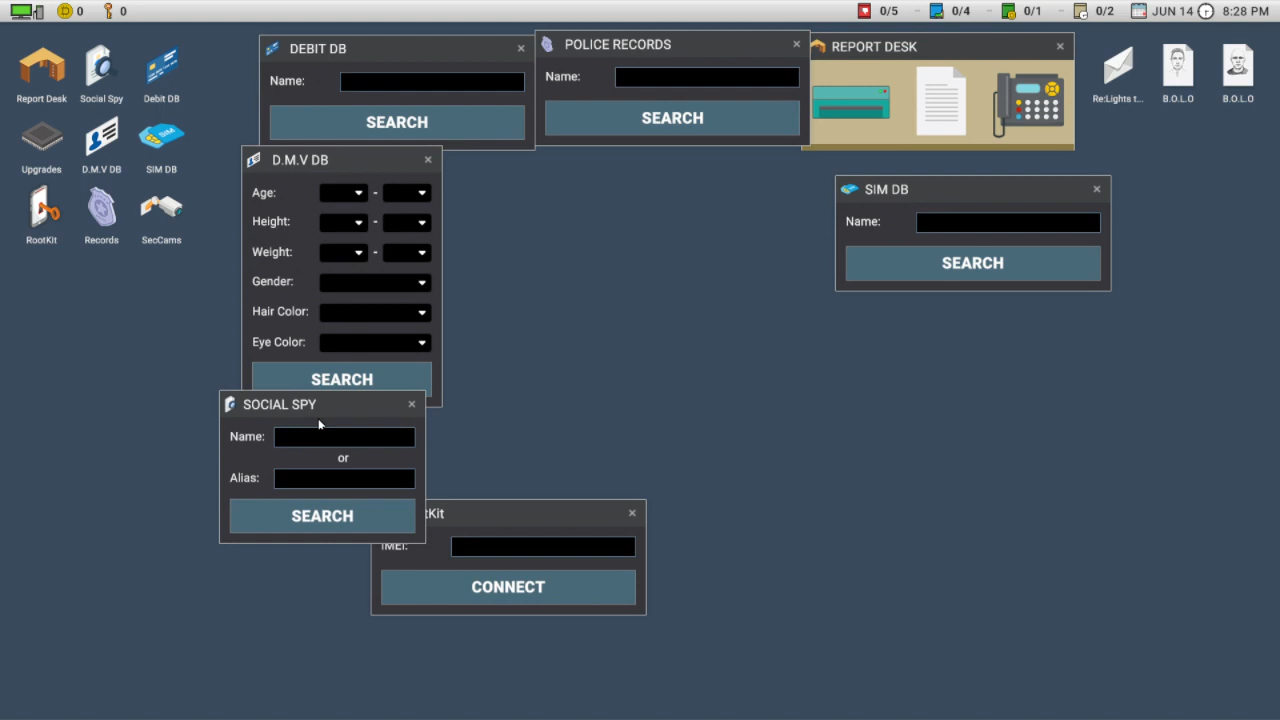 0
0
0/5
0/4
0/1
0/2
JUN 14
8:28 PM
Report Desk
Social Spy
Debit DB
Upgrades
D.M.V DB
SIM DB
RootKit
Records
SecCams
DEBIT DB
Name:
SEARCH
POLICE RECORDS
Name:
SEARCH
REPORT DESK
Re:Lights t...
B.O.L.O
B.O.L.O
D.M.V DB
Age:
-
Height:
-
Weight:
-
Gender:
Hair Color:
Eye Color:
SEARCH
SIM DB
Name:
SEARCH
SOCIAL SPY
Name:
or
Alias:
SEARCH
tKit
IMEI:
CONNECT